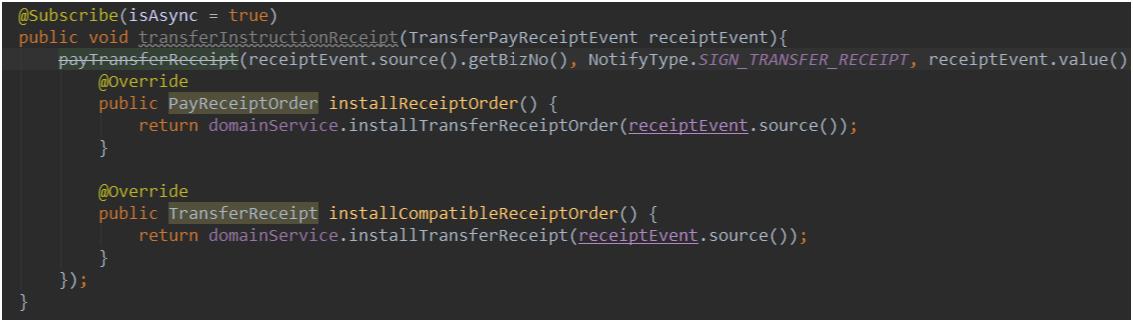 @Subscribe(isAsync = true)
public void transferInstructionReceipt(TransferPayReceiptEvent receiptEvent){
payTransferReceipt(receiptEvent.source().getBizNo(), NotifyType.SIGN_TRANSFER_RECEIPT, receiptEvent.value()
@Override
public PayReceiptOrder installReceiptOrder() {
return domainService.installTransferReceiptOrder(receiptEvent.source());
}
@Override
public TransferReceipt installCompatibleReceiptOrder() {
return domainService.installTransferReceipt(receiptEvent.source());
}
});
}